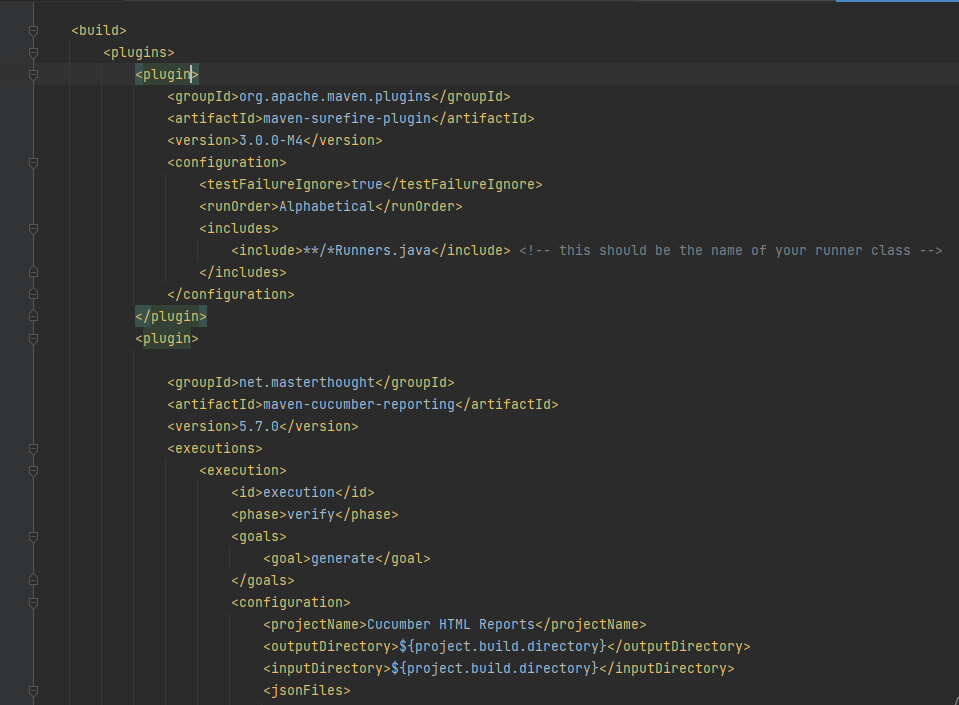 <build>
<plugins>
<plugin>
<groupId>org.apache.maven.plugins</groupId>
<artifactId>maven-surefire-plugin</artifactId>
<version>3.0.0-M4</version>
<configuration>
<testFailureIgnore>true</testFailureIgnore>
<runOrder>Alphabetical</runOrder>
<includes>
<include>**/*Runners.java</include> <!-- this should be the name of your runner class -->
</includes>
</configuration>
</plugin>
<plugin>
<groupId>net.masterthought</groupId>
<artifactId>maven-cucumber-reporting</artifactId>
<version>5.7.0</version>
<executions>
<execution>
<id>execution</id>
<phase>verify</phase>
<goals>
<goal>generate</goal>
</goals>
<configuration>
<projectName>Cucumber HTML Reports</projectName>
<outputDirectory>${project.build.directory}</outputDirectory>
<inputDirectory>${project.build.directory}</inputDirectory>
<jsonFiles>